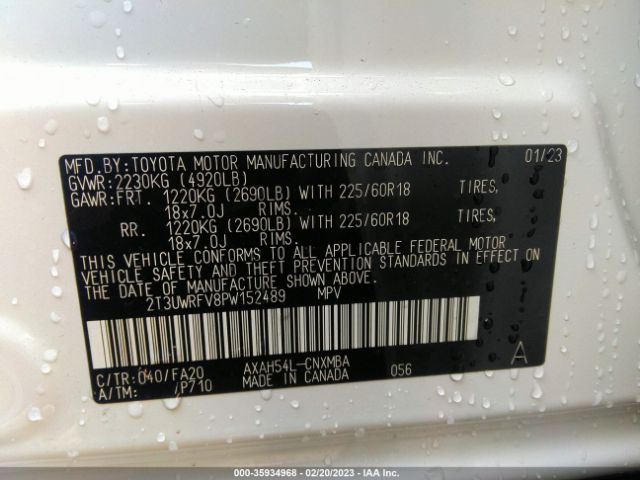 MFD.BY:TOYOTA MOTOR MANUFACTURING CANADA INC. 01/23
GVWR:2230KG (4920LB)
GAWR:FRT. 1220KG (2690LB) WITH 225/60R18 TIRES,
18x7.0J RIMS.
RR. 1220KG (2690LB) WITH 225/60R18 TIRES,
18x7.0J RIMS.
THIS VEHICLE CONFORMS TO ALL APPLICABLE FEDERAL MOTOR
VEHICLE SAFETY AND THEFT PREVENTION STANDARDS IN EFFECT ON
THE DATE OF MANUFACTURE SHOWN ABOVE.
2T3UWRFV8PW152489 MPV
C/TR:040/FA20 AXAH54L-CNXMBA 056 A
A/TM: /P710 MADE IN CANADA
000-35934968 - 02/20/2023 - IAA Inc.